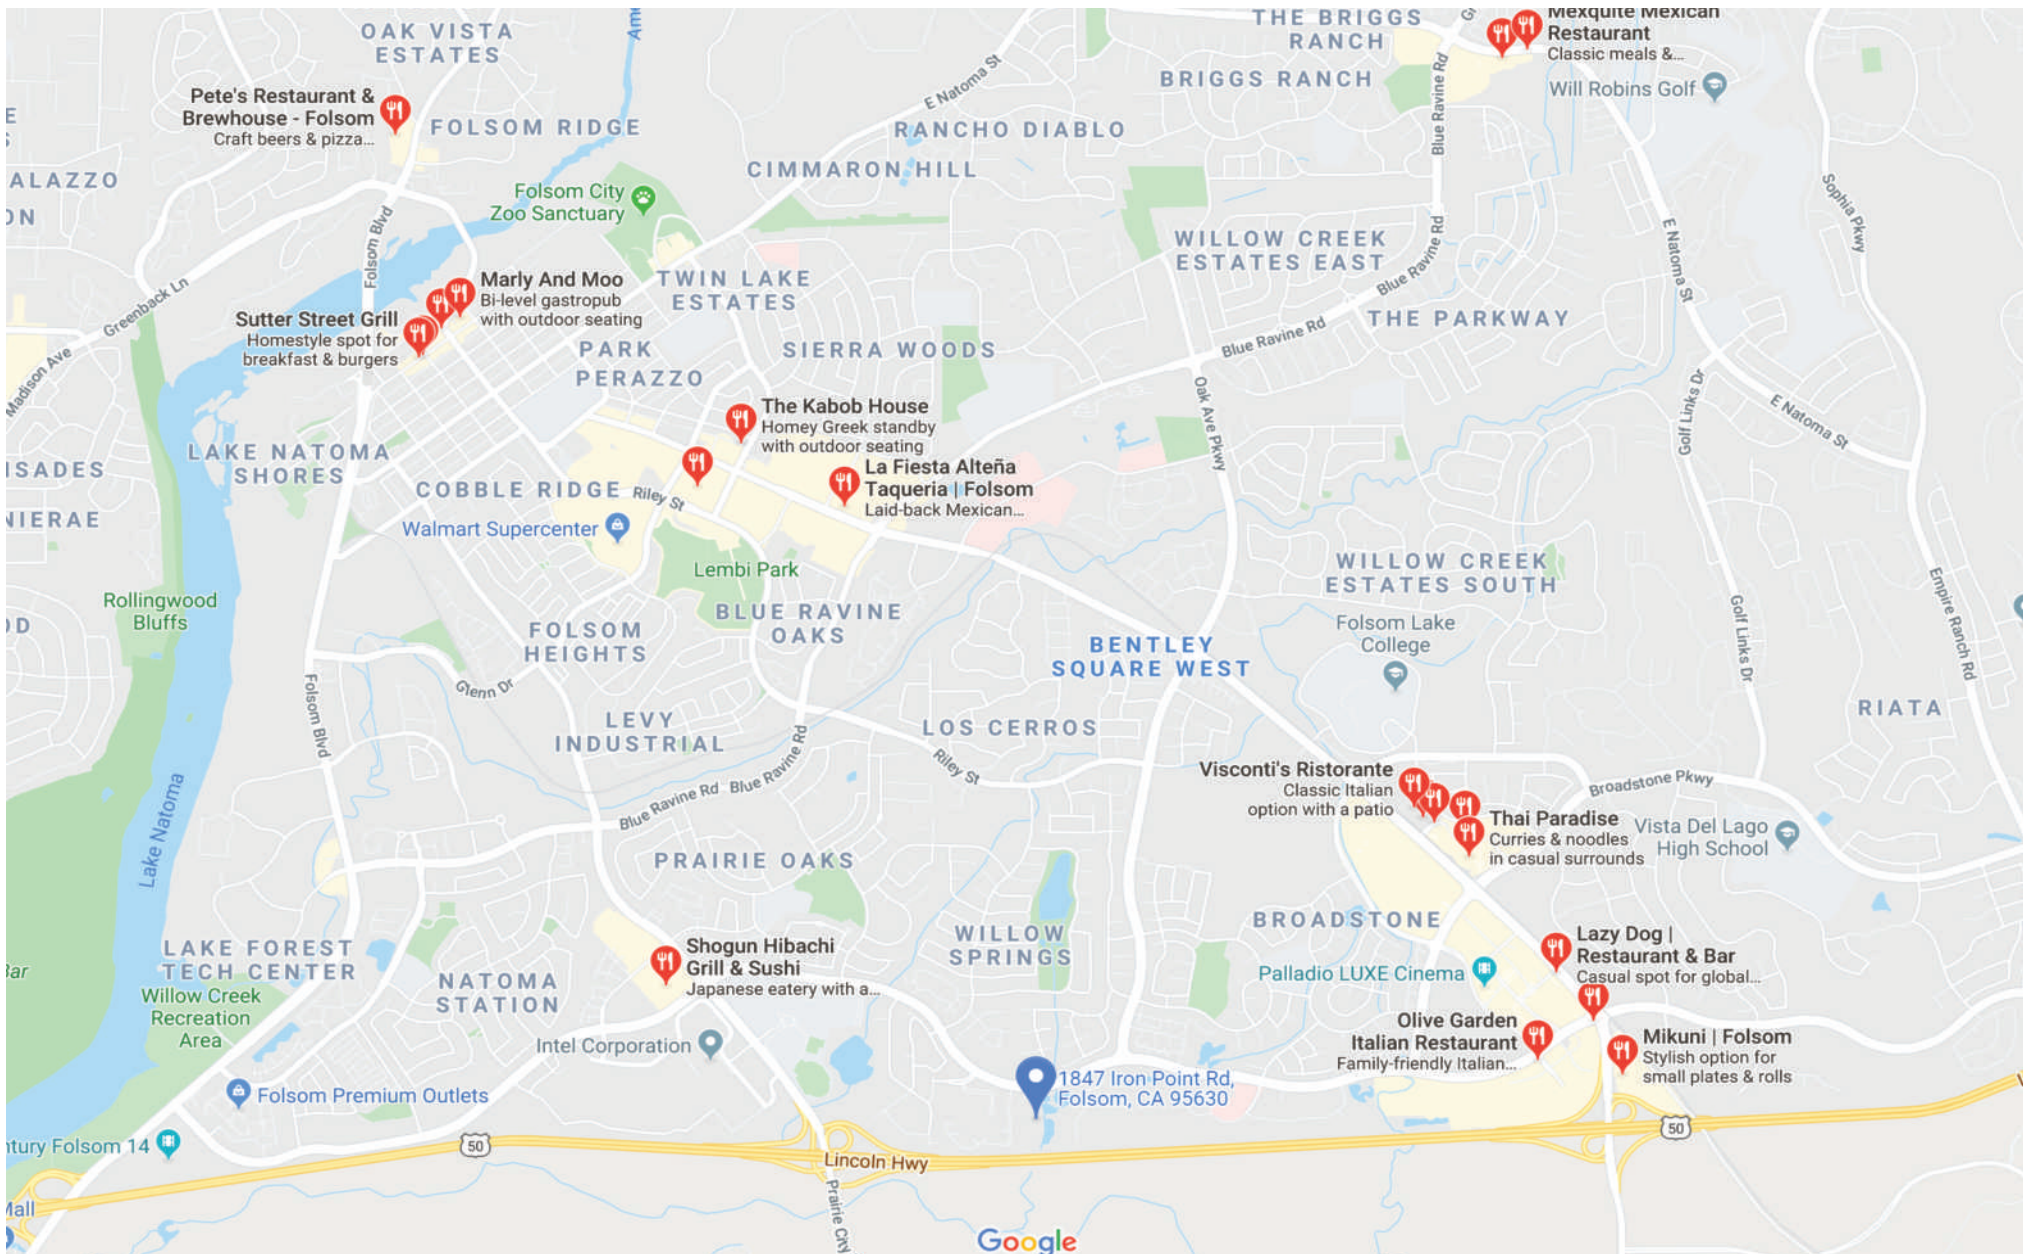 OAK VISTA
ESTATES
THE BRIGGS
RANCH
Mexquite Mexican
Restaurant
Classic meals &...
BRIGGS RANCH
Will Robins Golf
Pete's Restaurant &
Brewhouse - Folsom
Craft beers & pizza...
FOLSOM RIDGE
E Natoma St
RANCHO DIABLO
Blue Ravine Rd
CIMMARON HILL
Folsom City
Zoo Sanctuary
Sophia Pkwy
Folsom Blvd
WILLOW CREEK
ESTATES EAST
Blue Ravine Rd
E Natoma St
Greenback Ln
Marly And Moo
Bi-level gastropub
with outdoor seating
TWIN LAKE
ESTATES
Blue Ravine Rd
Sutter Street Grill
Homestyle spot for
breakfast & burgers
THE PARKWAY
Madison Ave
PARK
PERAZZO
SIERRA WOODS
Blue Ravine Rd
Oak Ave Pkwy
Golf Links Dr
E Natoma St
The Kabob House
Homey Greek standby
with outdoor seating
LAKE NATOMA
SHORES
La Fiesta Alteña
Taqueria | Folsom
Laid-back Mexican...
COBBLE RIDGE
Riley St
Walmart Supercenter
Lembi Park
WILLOW CREEK
ESTATES SOUTH
Rollingwood
Bluffs
BLUE RAVINE
OAKS
FOLSOM
HEIGHTS
Folsom Lake
College
Golf Links Dr
Empire Ranch Rd
BENTLEY
SQUARE WEST
Glenn Dr
Folsom Blvd
LEVY
INDUSTRIAL
LOS CERROS
RIATA
Riley St
Blue Ravine Rd
Blue Ravine Rd
Visconti's Ristorante
Classic Italian
option with a patio
Broadstone Pkwy
Lake Natoma
Thai Paradise
Curries & noodles
in casual surrounds
Vista Del Lago
High School
PRAIRIE OAKS
BROADSTONE
LAKE FOREST
TECH CENTER
WILLOW
SPRINGS
Shogun Hibachi
Grill & Sushi
Japanese eatery with a...
Lazy Dog |
Restaurant & Bar
Casual spot for global...
Palladio LUXE Cinema
NATOMA
STATION
Willow Creek
Recreation
Area
Intel Corporation
Olive Garden
Italian Restaurant
Family-friendly Italian...
Mikuni | Folsom
Stylish option for
small plates & rolls
Folsom Premium Outlets
1847 Iron Point Rd,
Folsom, CA 95630
ntury Folsom 14
50
50
Lincoln Hwy
Prairie City
Mall
Google